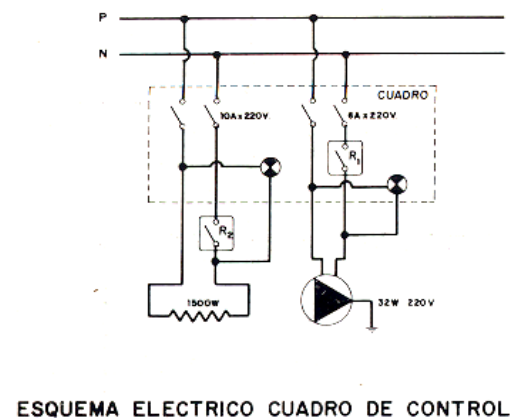 P
N
CUADRO
10A x 220V
6A x 220V
R1
R2
1500W
32W 220V
ESQUEMA ELECTRICO CUADRO DE CONTROL